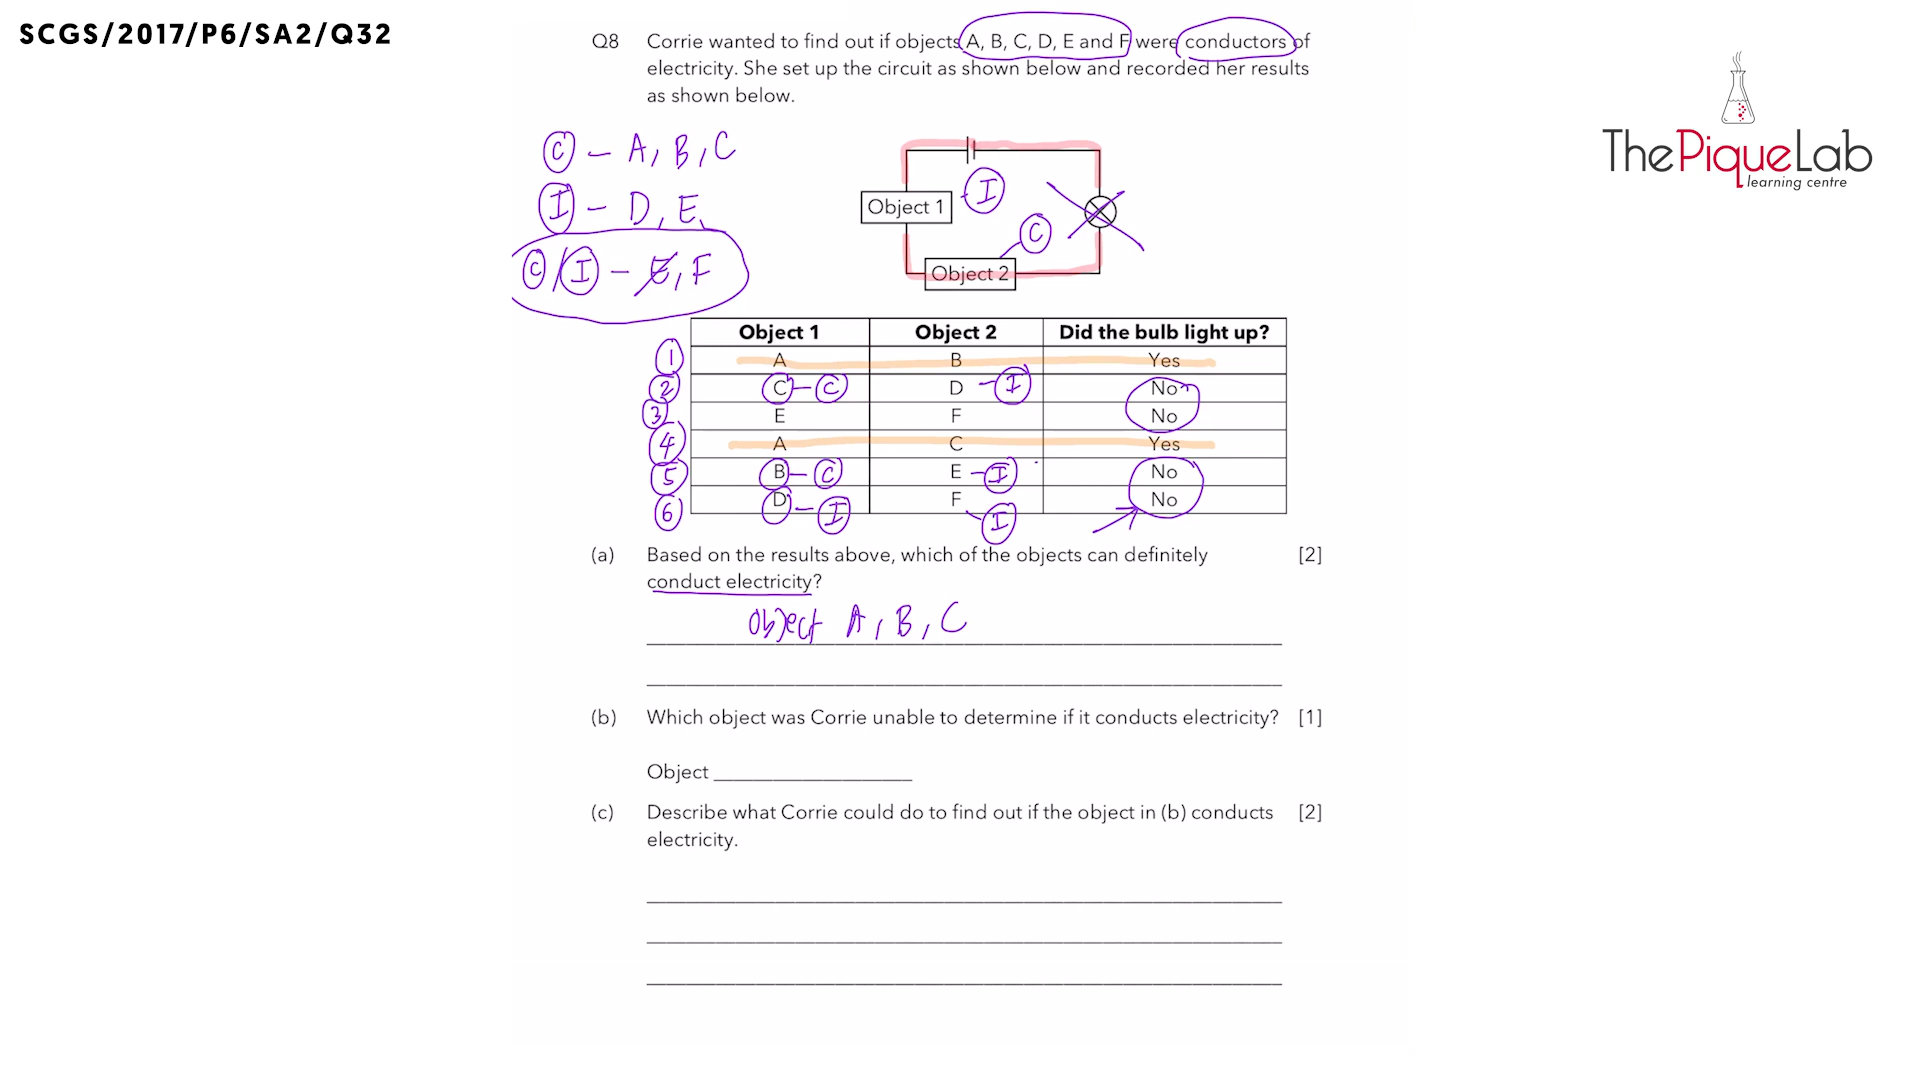 SCGS/2017/P6/SA2/Q32
ThePiqueLab
learning centre
Q8 Corrie wanted to find out if objects A, B, C, D, E and F were conductors of
electricity. She set up the circuit as shown below and recorded her results
as shown below.
C – A, B, C
I – D, E
C/I – E, F
Object 1
I
C
Object 2
Object 1 Object 2 Did the bulb light up?
1 A B Yes
2 C – C D – I No
3 E F No
4 A C Yes
5 B – C E – I No
6 D – I F – I No
(a) Based on the results above, which of the objects can definitely [2]
conduct electricity?
Object A, B, C
(b) Which object was Corrie unable to determine if it conducts electricity? [1]
Object ____________________
(c) Describe what Corrie could do to find out if the object in (b) conducts [2]
electricity.